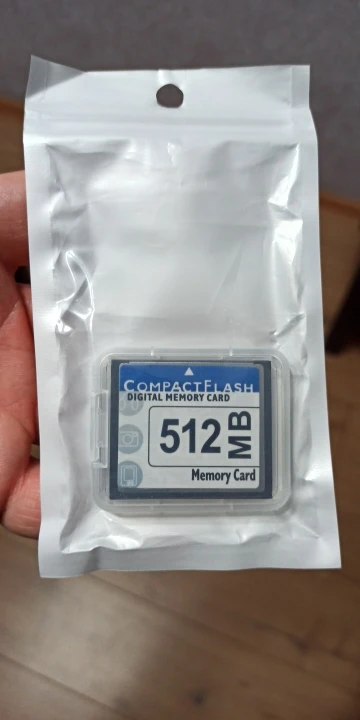 COMPACTFLASH
DIGITAL MEMORY CARD
512 MB
Memory Card